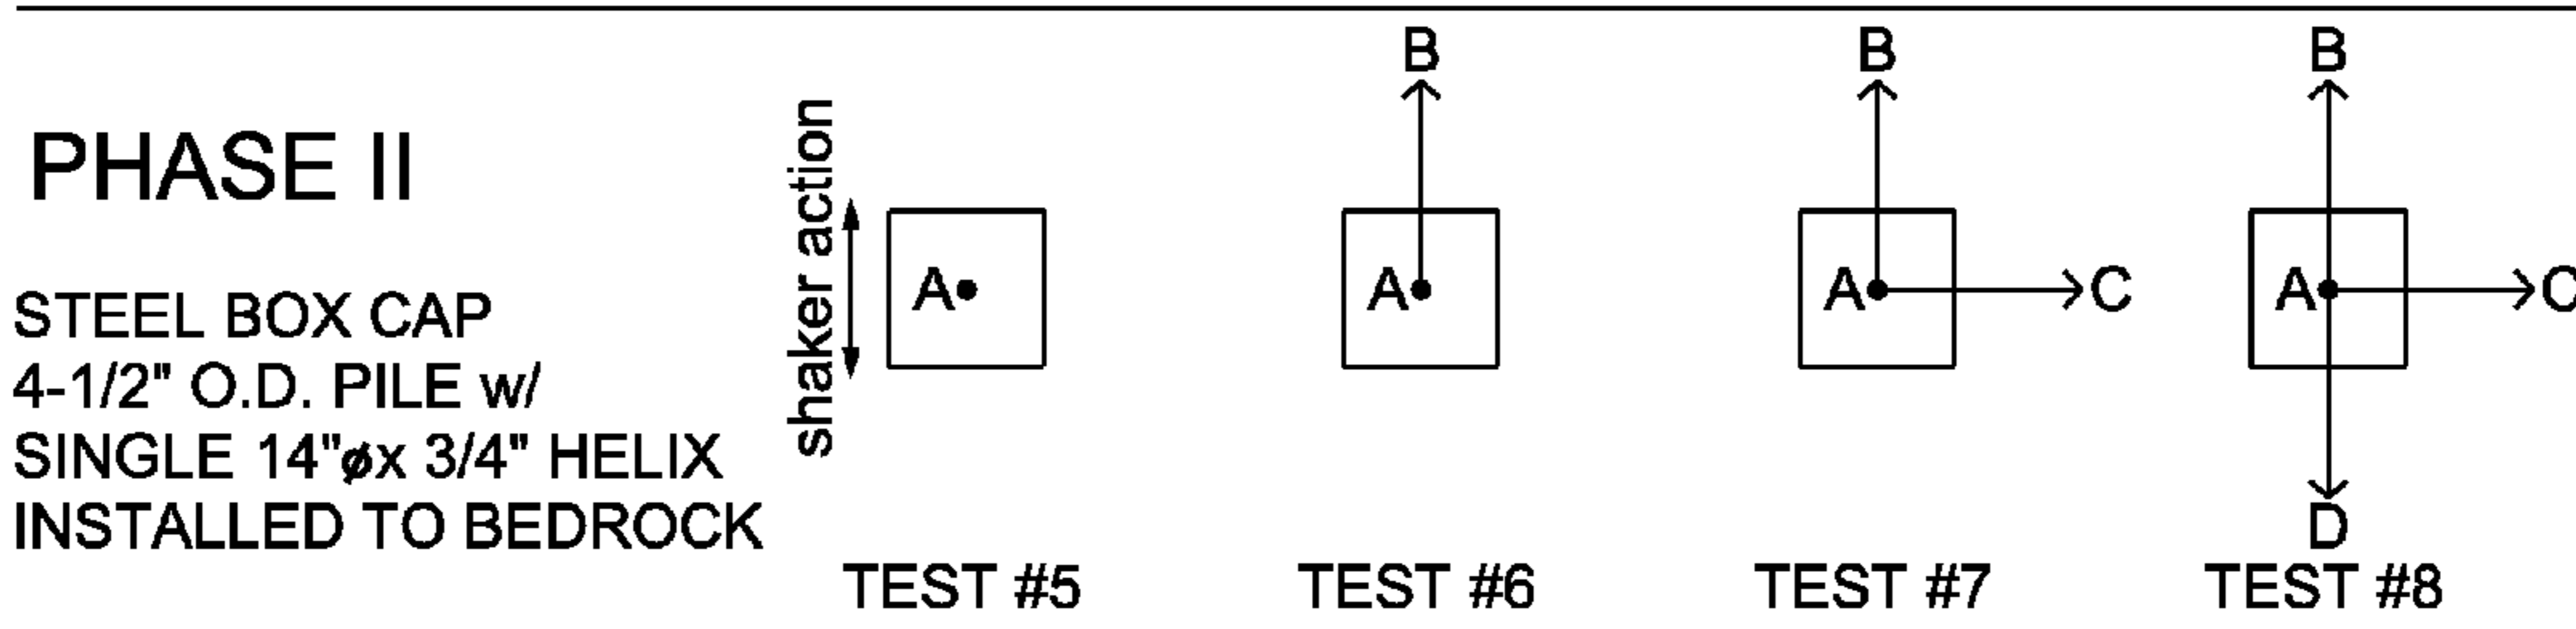 PHASE II
STEEL BOX CAP
4-1/2" O.D. PILE w/
SINGLE 14"øx 3/4" HELIX
INSTALLED TO BEDROCK
shaker action
A
TEST #5
B
A
TEST #6
B
A
C
TEST #7
B
A
C
D
TEST #8